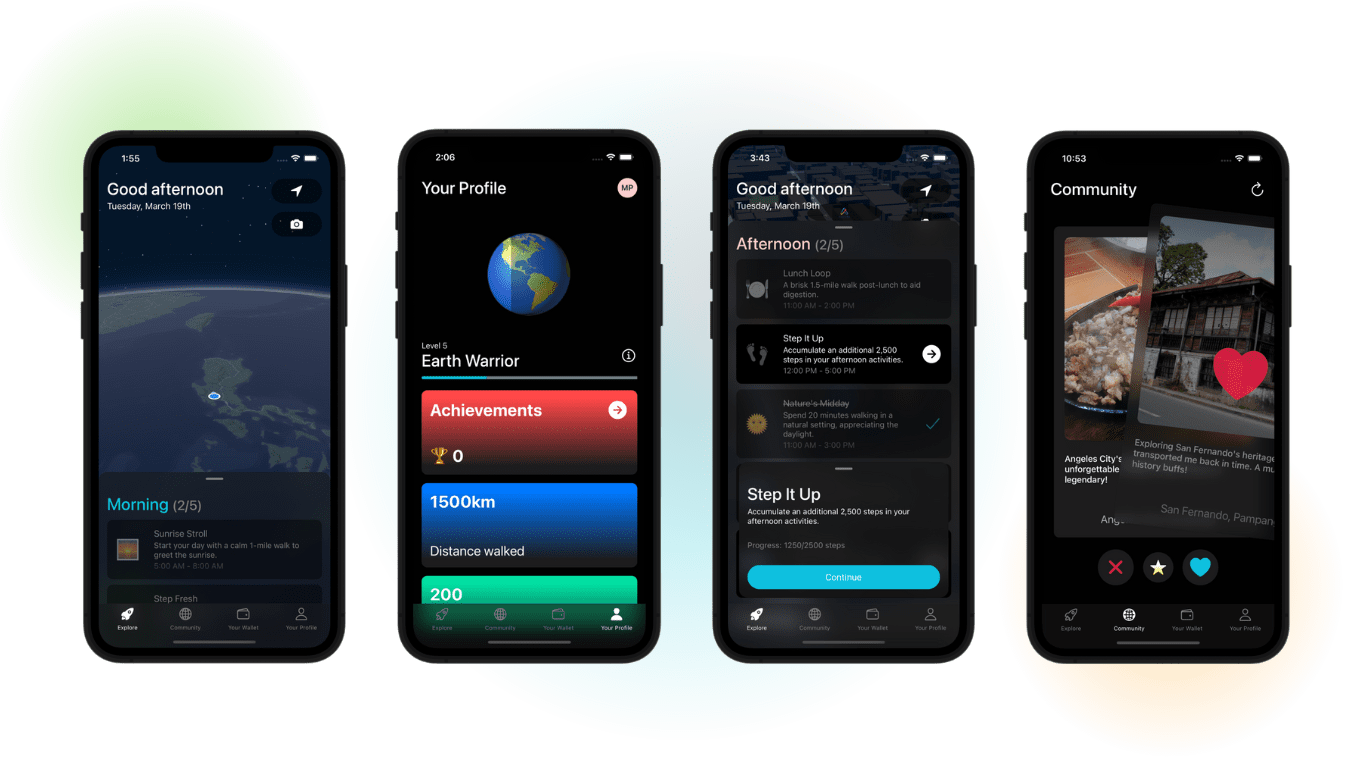 1:55
Good afternoon
Tuesday, March 19th
Morning (2/5)
Sunrise Stroll
Start your day with a calm 1-mile walk to
greet the sunrise.
5:00 AM - 8:00 AM
Step Fresh
Explore
Community
Your Wallet
Your Profile
2:06
Your Profile
MP
Level 5
Earth Warrior
Achievements
0
1500km
Distance walked
200
Explore
Community
Your Wallet
Your Profile
3:43
Good afternoon
Tuesday, March 19th
Afternoon (2/5)
Lunch Loop
A brisk 1.5-mile walk post-lunch to aid
digestion.
11:00 AM - 2:00 PM
Step It Up
Accumulate an additional 2,500
steps in your afternoon activities.
12:00 PM - 5:00 PM
Nature's Midday
Spend 20 minutes walking in a
natural setting, appreciating the
daylight.
11:00 AM - 3:00 PM
Step It Up
Accumulate an additional 2,500 steps in your
afternoon activities.
Progress: 1250/2500 steps
Continue
Explore
Community
Your Wallet
Your Profile
10:53
Community
Angeles City's
unforgettable
legendary!
Ange
Exploring San Fernando's heritage
transported me back in time. A mu
history buffs!
San Fernando, Pampan
Explore
Community
Your Wallet
Your Profile